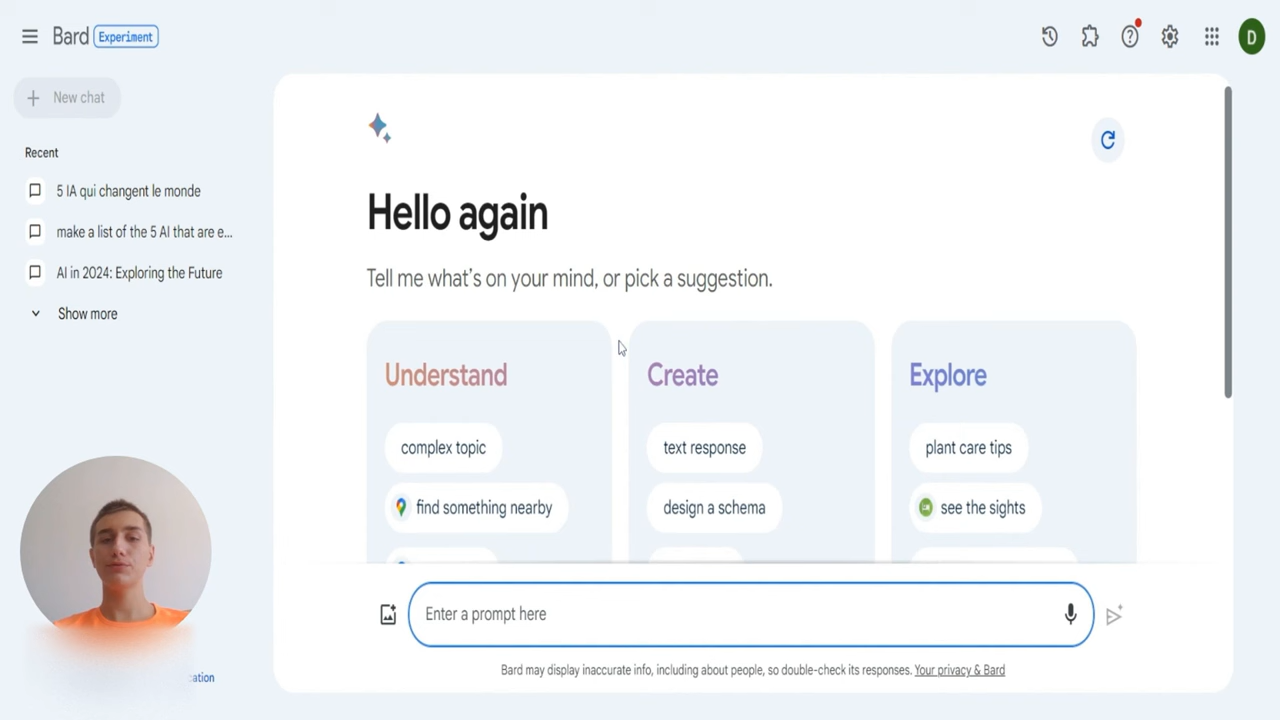 Bard Experiment
D
New chat
Recent
5 IA qui changent le monde
make a list of the 5 AI that are e...
AI in 2024: Exploring the Future
Show more
Hello again
Tell me what's on your mind, or pick a suggestion.
Understand
complex topic
find something nearby
Create
text response
design a schema
Explore
plant care tips
see the sights
Enter a prompt here
Bard may display inaccurate info, including about people, so double-check its responses. Your privacy & Bard
ation